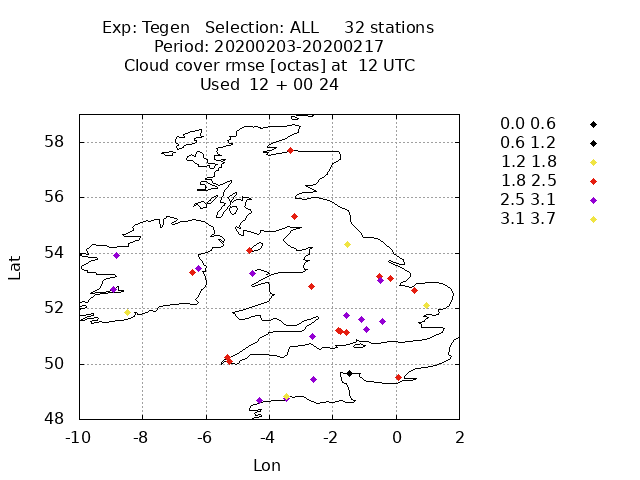 Exp: Tegen Selection: ALL 32 stations
Period: 20200203-20200217
Cloud cover rmse [octas] at 12 UTC
Used 12 + 00 24
0.0 0.6
0.6 1.2
1.2 1.8
1.8 2.5
2.5 3.1
3.1 3.7
58
56
54
52
50
48
Lat
-10 -8 -6 -4 -2 0 2
Lon